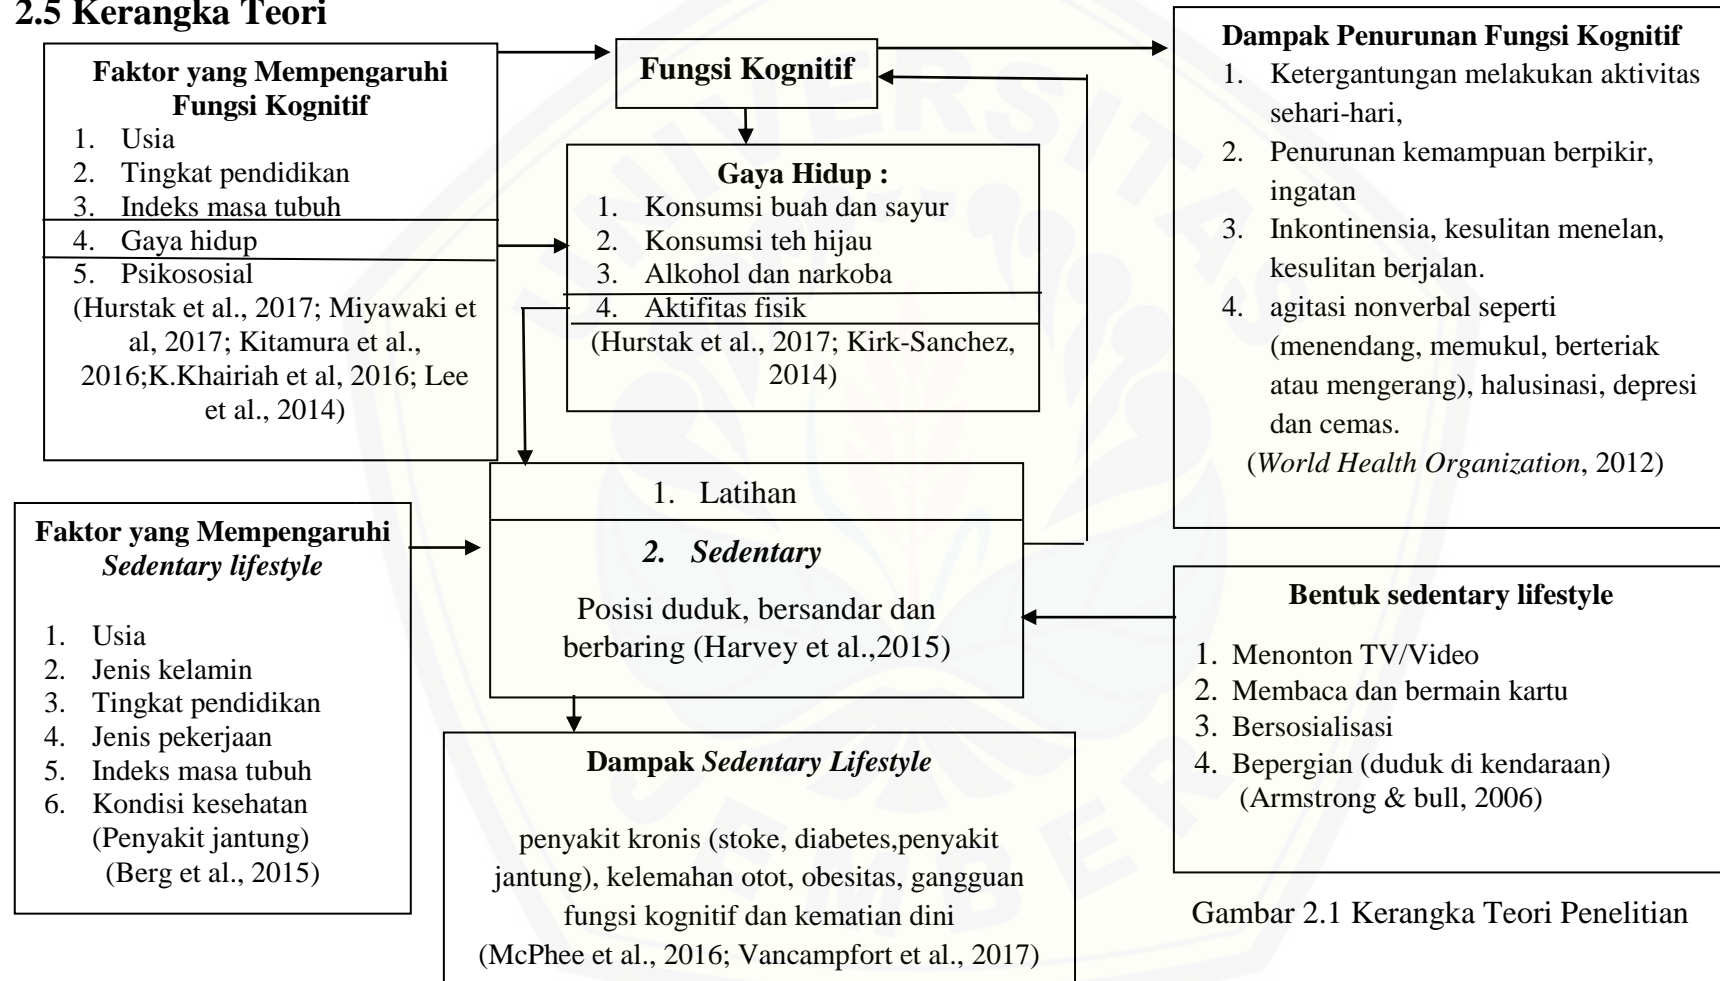 2.5 Kerangka Teori
Faktor yang Mempengaruhi
Fungsi Kognitif
1. Usia
2. Tingkat pendidikan
3. Indeks masa tubuh
4. Gaya hidup
5. Psikososial
(Hurstak et al., 2017; Miyawaki et
al, 2017; Kitamura et al.,
2016;K.Khairiah et al, 2016; Lee
et al., 2014)
Fungsi Kognitif
Gaya Hidup :
1. Konsumsi buah dan sayur
2. Konsumsi teh hijau
3. Alkohol dan narkoba
4. Aktifitas fisik
(Hurstak et al., 2017; Kirk-Sanchez,
2014)
Dampak Penurunan Fungsi Kognitif
1. Ketergantungan melakukan aktivitas
sehari-hari,
2. Penurunan kemampuan berpikir,
ingatan
3. Inkontinensia, kesulitan menelan,
kesulitan berjalan.
4. agitasi nonverbal seperti
(menendang, memukul, berteriak
atau mengerang), halusinasi, depresi
dan cemas.
(World Health Organization, 2012)
Faktor yang Mempengaruhi
Sedentary lifestyle
1. Usia
2. Jenis kelamin
3. Tingkat pendidikan
4. Jenis pekerjaan
5. Indeks masa tubuh
6. Kondisi kesehatan
(Penyakit jantung)
(Berg et al., 2015)
1. Latihan
2. Sedentary
Posisi duduk, bersandar dan
berbaring (Harvey et al.,2015)
Bentuk sedentary lifestyle
1. Menonton TV/Video
2. Membaca dan bermain kartu
3. Bersosialisasi
4. Bepergian (duduk di kendaraan)
(Armstrong & bull, 2006)
Dampak Sedentary Lifestyle
penyakit kronis (stoke, diabetes,penyakit
jantung), kelemahan otot, obesitas, gangguan
fungsi kognitif dan kematian dini
(McPhee et al., 2016; Vancampfort et al., 2017)
Gambar 2.1 Kerangka Teori Penelitian
UNIVERSITAS
JEMBER